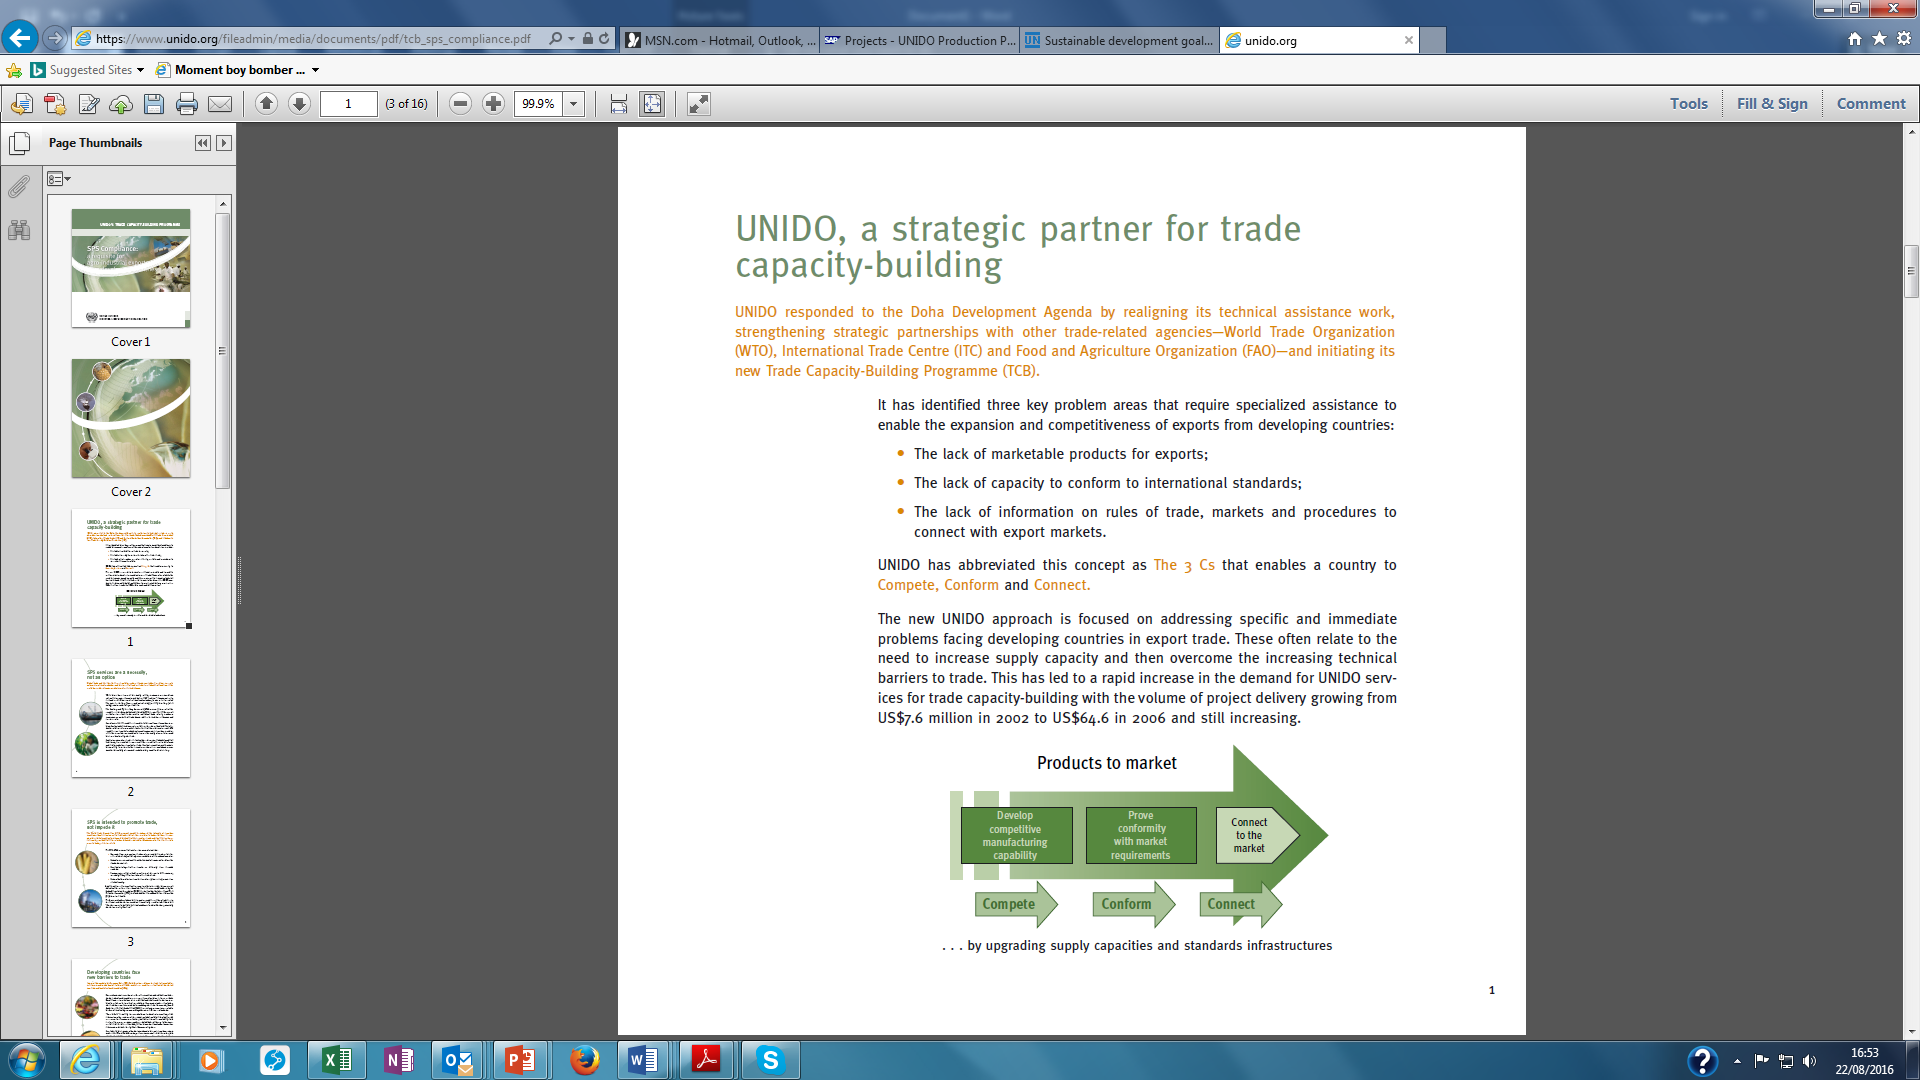 https://www.unido.org/fileadmin/media/documents/pdf/tcb_sps_compliance.pdf
MSN.com - Hotmail, Outlook, ...
Projects - UNIDO Production P...
Sustainable development goal...
unido.org
Suggested Sites
Moment boy bomber ...
1
(3 of 16)
99.9%
Tools
Fill & Sign
Comment
Page Thumbnails
Cover 1
Cover 2
1
2
3
UNIDO, a strategic partner for trade
capacity-building
UNIDO responded to the Doha Development Agenda by realigning its technical assistance work,
strengthening strategic partnerships with other trade-related agencies—World Trade Organization
(WTO), International Trade Centre (ITC) and Food and Agriculture Organization (FAO)—and initiating its
new Trade Capacity-Building Programme (TCB).
It has identified three key problem areas that require specialized assistance to
enable the expansion and competitiveness of exports from developing countries:
• The lack of marketable products for exports;
• The lack of capacity to conform to international standards;
• The lack of information on rules of trade, markets and procedures to
connect with export markets.
UNIDO has abbreviated this concept as The 3 Cs that enables a country to
Compete, Conform and Connect.
The new UNIDO approach is focused on addressing specific and immediate
problems facing developing countries in export trade. These often relate to the
need to increase supply capacity and then overcome the increasing technical
barriers to trade. This has led to a rapid increase in the demand for UNIDO serv-
ices for trade capacity-building with the volume of project delivery growing from
US$7.6 million in 2002 to US$64.6 in 2006 and still increasing.
Products to market
Develop
competitive
manufacturing
capability
Prove
conformity
with market
requirements
Connect
to the
market
Compete
Conform
Connect
. . . by upgrading supply capacities and standards infrastructures
1
16:53
22/08/2016